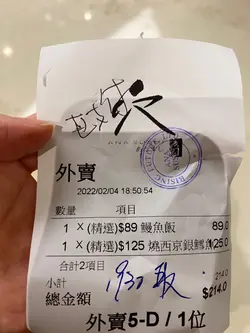 外賣
2022/02/04 18:50:54
數量 項目
1 X (精選)$89 鰻魚飯 89.0
1 X (精選)$125 燒西京銀鱈魚 25.0
合計2項目
小計 214.0
總金額 $214.0
外賣5-D / 1位